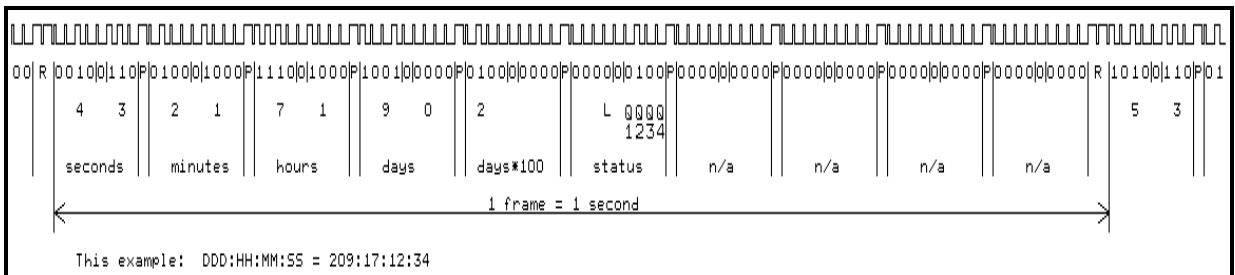 00 R 0010 0 110 P 0100 0 1000 P 1110 0 1000 P 1001 0 0000 P 0100 0 0000 P 0000 0 0100 P 0000 0 0000 P 0000 0 0000 P 0000 0 0000 P 0000 0 0000 R 1010 0 110 P 01
4 3 2 1 7 1 9 0 2 L QQQQ 5 3
1234
seconds minutes hours days days*100 status n/a n/a n/a n/a
1 frame = 1 second
This example: DDD:HH:MM:SS = 209:17:12:34